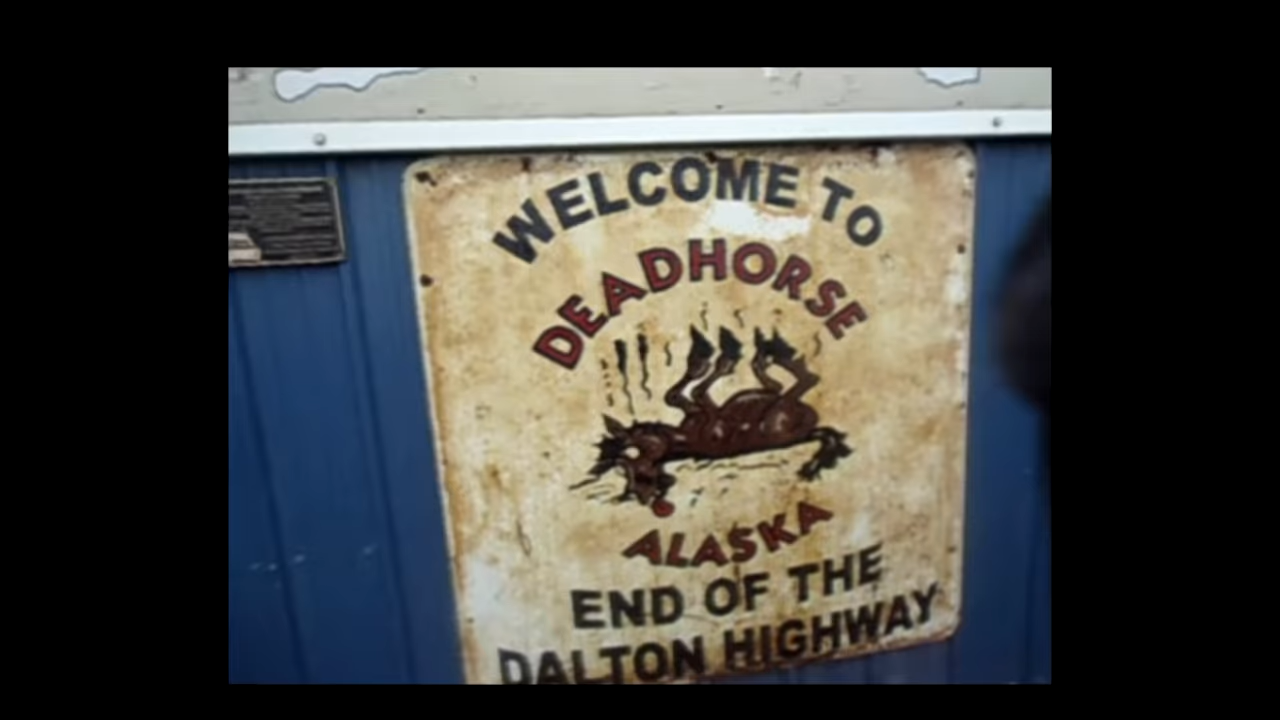 WELCOME TO
DEADHORSE
ALASKA
END OF THE
DALTON HIGHWAY